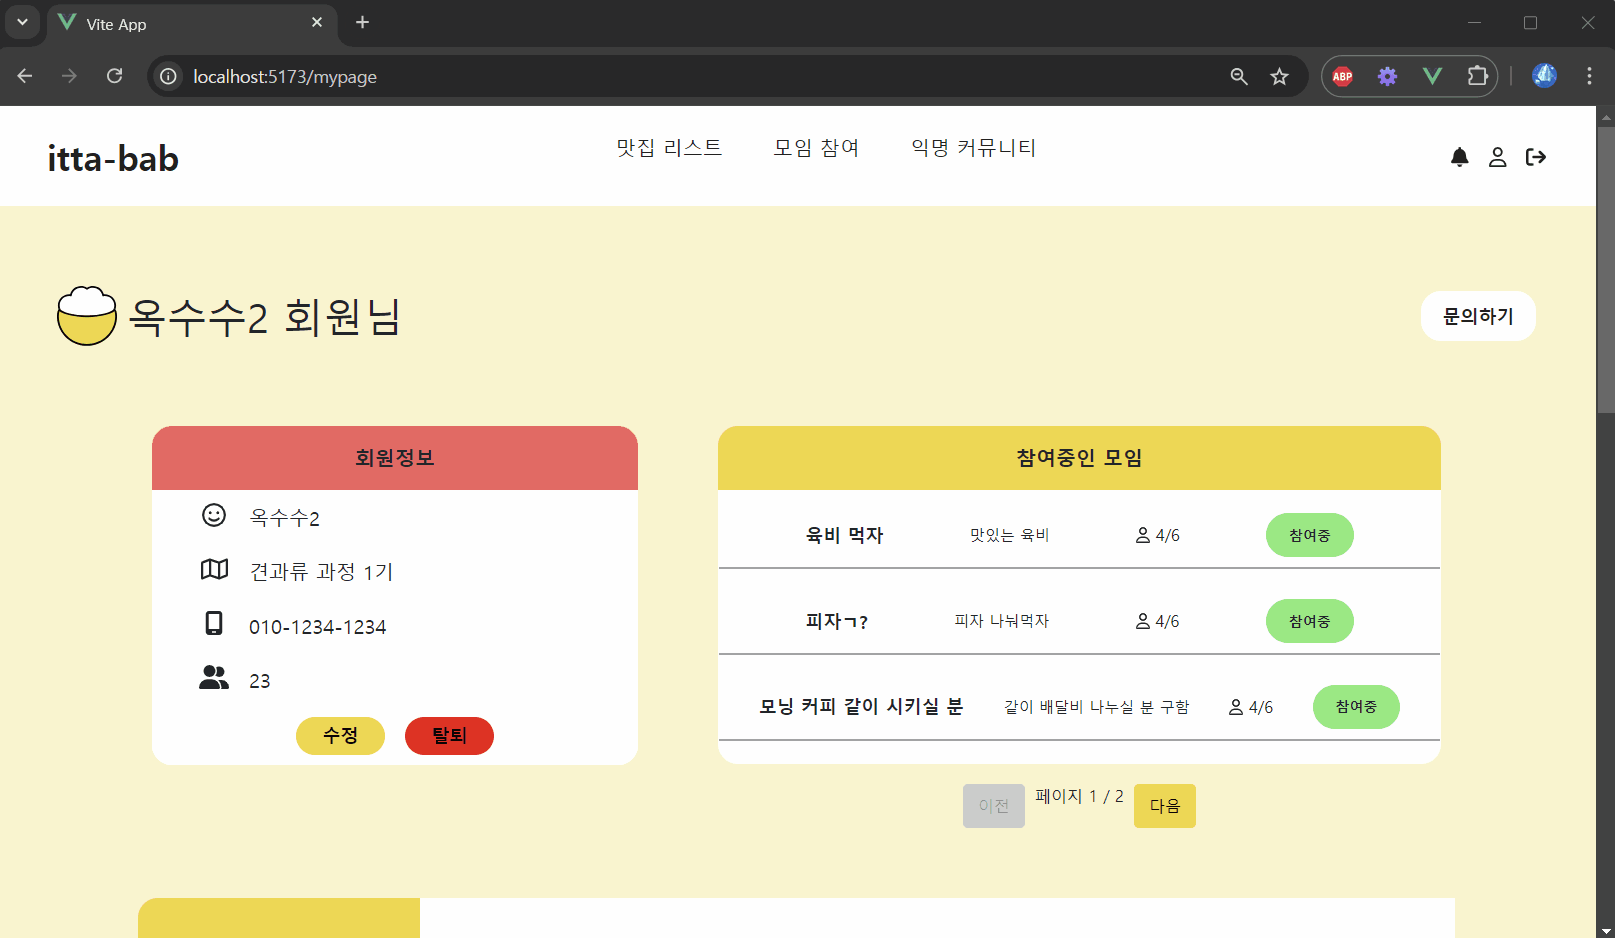 Vite App
localhost:5173/mypage
ABP
itta-bab
맛집 리스트
모임 참여
익명 커뮤니티
옥수수2 회원님
문의하기
회원정보
옥수수2
견과류 과정 1기
010-1234-1234
23
수정
탈퇴
참여중인 모임
육비 먹자
맛있는 육비
4/6
참여중
피자ㄱ?
피자 나눠먹자
4/6
참여중
모닝 커피 같이 시키실 분
같이 배달비 나누실 분 구함
4/6
참여중
이전
페이지 1 / 2
다음